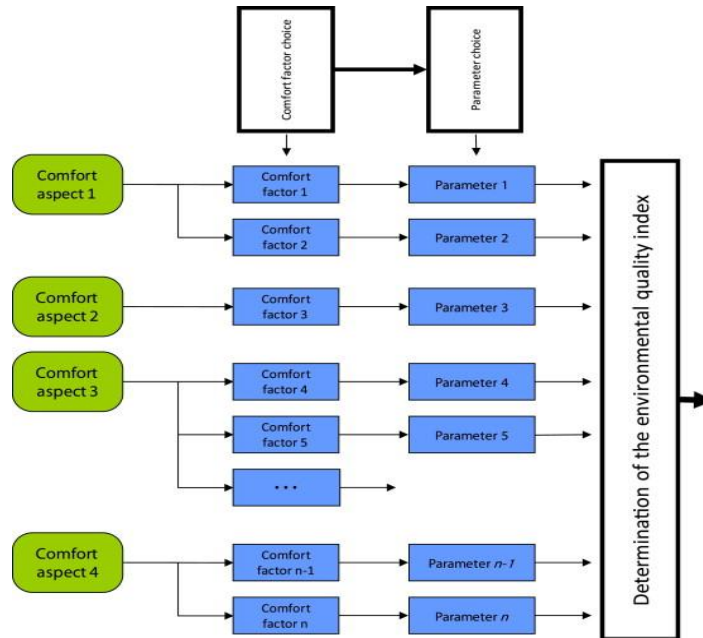 Comfort factor choice
Parameter choice
Comfort
aspect 1
Comfort
factor 1
Parameter 1
Comfort
factor 2
Parameter 2
Comfort
aspect 2
Comfort
factor 3
Parameter 3
Comfort
aspect 3
Comfort
factor 4
Parameter 4
Comfort
factor 5
Parameter 5
...
Comfort
aspect 4
Comfort
factor n-1
Parameter n-1
Comfort
factor n
Parameter n
Determination of the environmental quality index